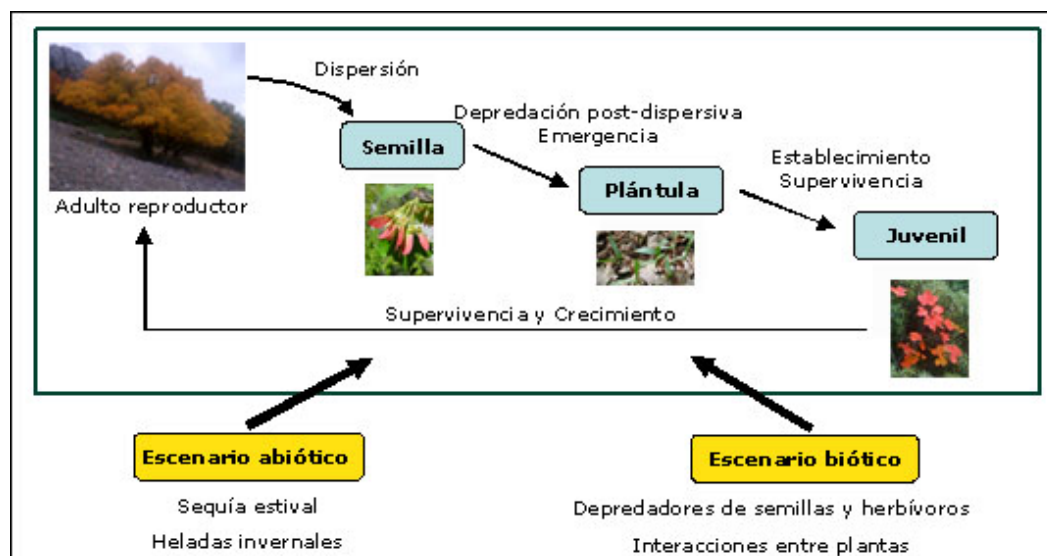 Dispersión
Depredación post-dispersiva
Emergencia
Semilla
Establecimiento
Supervivencia
Plántula
Adulto reproductor
Juvenil
Supervivencia y Crecimiento
Escenario abiótico
Escenario biótico
Sequía estival
Depredadores de semillas y herbívoros
Heladas invernales
Interacciones entre plantas